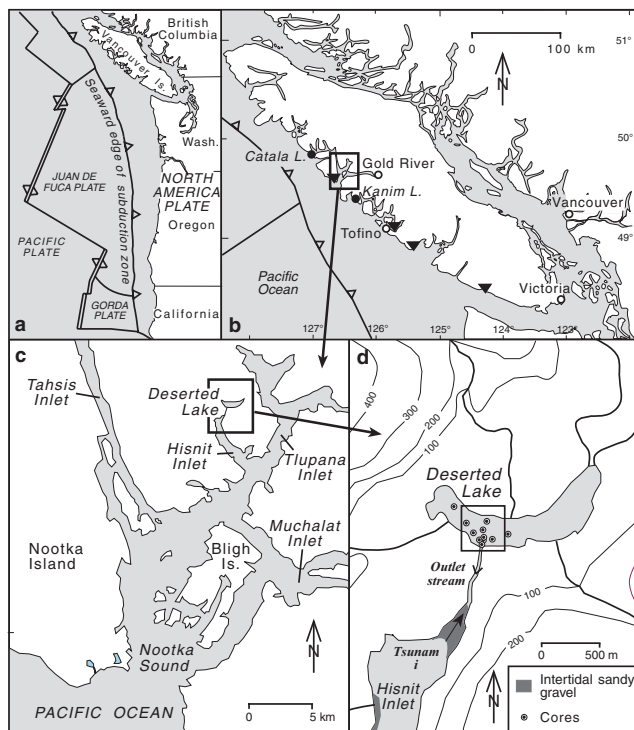 British
Columbia
Vancouver Is.
Wash.
Seaward edge of subduction zone
JUAN DE
FUCA PLATE
NORTH
AMERICA
PLATE
Oregon
PACIFIC
PLATE
GORDA
PLATE
California
a
0 100 km
N
51°
50°
49°
Catala L.
Gold River
Kanim L.
Vancouver
Tofino
Pacific
Ocean
Victoria
b
127°
126°
125°
124°
123°
c
Tahsis
Inlet
Deserted
Lake
Hisnit
Inlet
Tlupana
Inlet
Muchalat
Inlet
Nootka
Island
Bligh
Is.
Nootka
Sound
N
PACIFIC OCEAN
0 5 km
d
400
300
200
100
Deserted
Lake
Outlet
stream
100
200
Tsunam
i
Hisnit
Inlet
N
0 500 m
Intertidal sandy
gravel
Cores